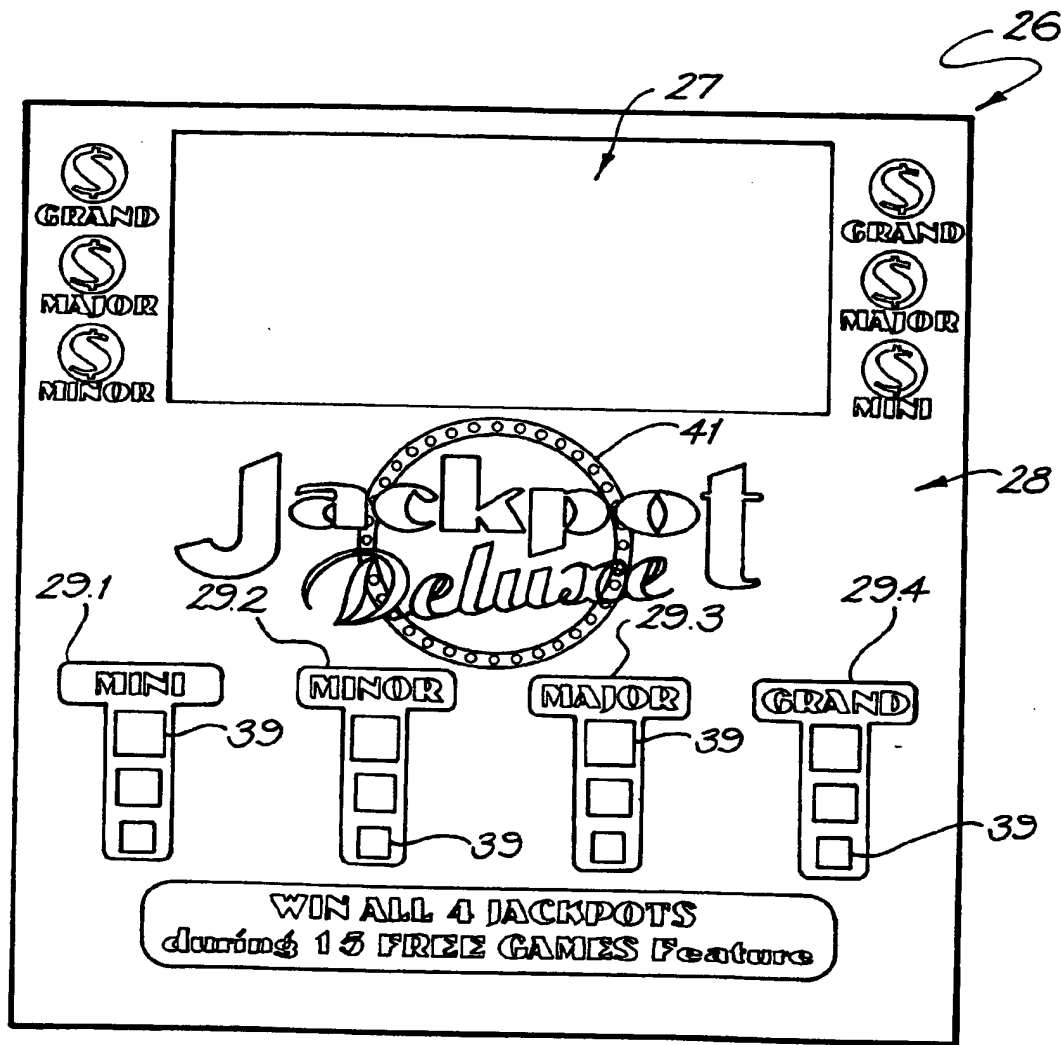 26
27
$
GRAND
$
MAJOR
$
MINOR
$
GRAND
$
MAJOR
$
MINI
41
28
Jackpot
Deluxe
29.1
29.2
29.3
29.4
MINI
MINOR
MAJOR
GRAND
39
39
39
39
WIN ALL 4 JACKPOTS
during 15 FREE GAMES Feature